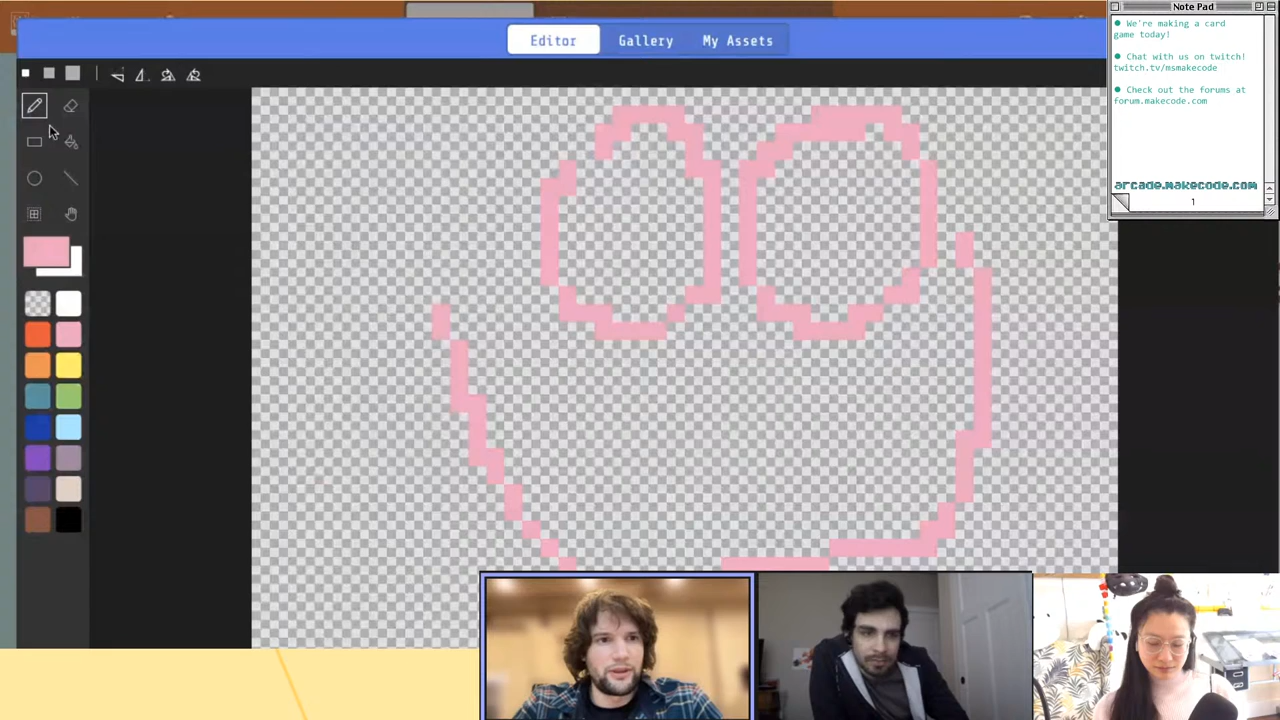 Editor
Gallery
My Assets
Note Pad
● We're making a card
game today!
● Chat with us on twitch!
twitch.tv/msmakecode
● Check out the forums at
forum.makecode.com
arcade.makecode.com
1